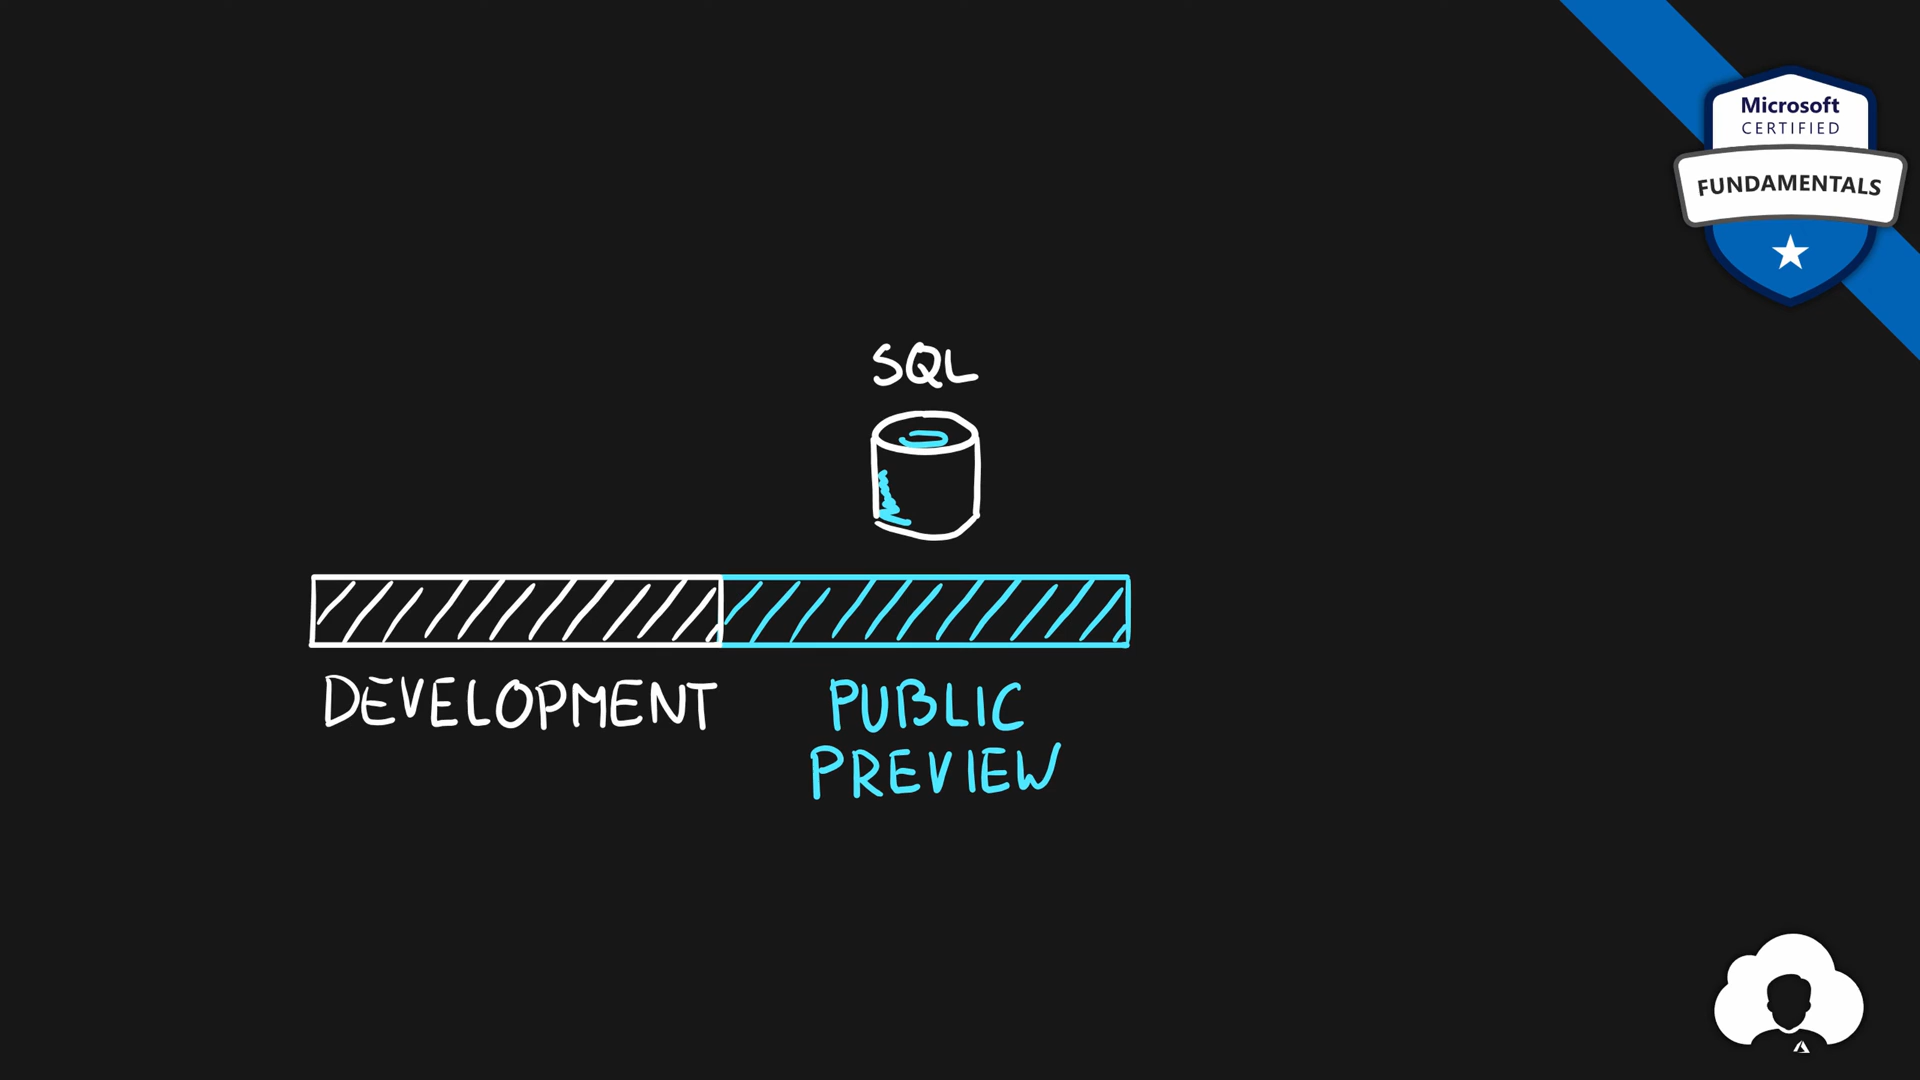 Microsoft
CERTIFIED
FUNDAMENTALS
SQL
DEVELOPMENT
PUBLIC
PREVIEW